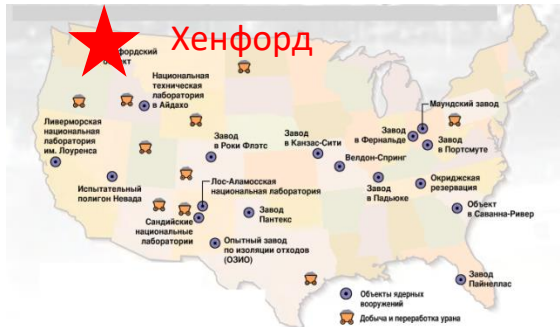 Хенфорд
фордский
ект
Национальная
техническая
лаборатория
в Айдахо
Ливерморская
национальная
лаборатория
им. Лоуренса
Завод
в Роки Флэтс
Завод
в Канзас-Сити
Завод
в Фернальде
Маундский завод
Завод
в Портсмуте
Велдон-Спринг
Испытательный
полигон Невада
Лос-Аламосская
национальная лаборатория
Завод
в Падьюке
Окриджская
резервация
Сандийские
национальные
лаборатории
Завод
Пантекс
Объект
в Саванна-Ривер
Опытный завод
по изоляции отходов
(ОЗИО)
Завод
Пайнеллас
Объекты ядерных
вооружений
Добыча и переработка урана